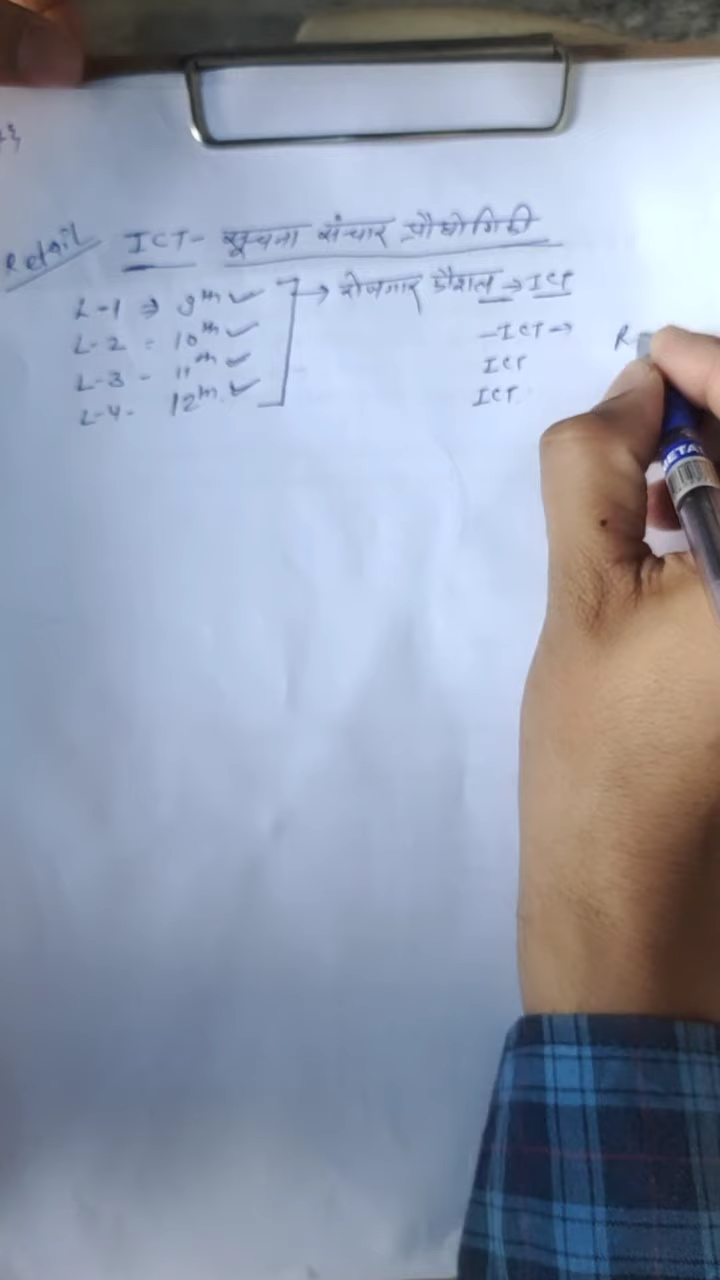 Retail ICT- सूचना संचार प्रौद्योगिकी
L-1 ⇒ 9th ✓ → रोजगार कौशल → ICT
L-2 = 10th ✓ - ICT →
L-3 - 11th ✓ ICT
L-4- 12th ✓ ICT
R